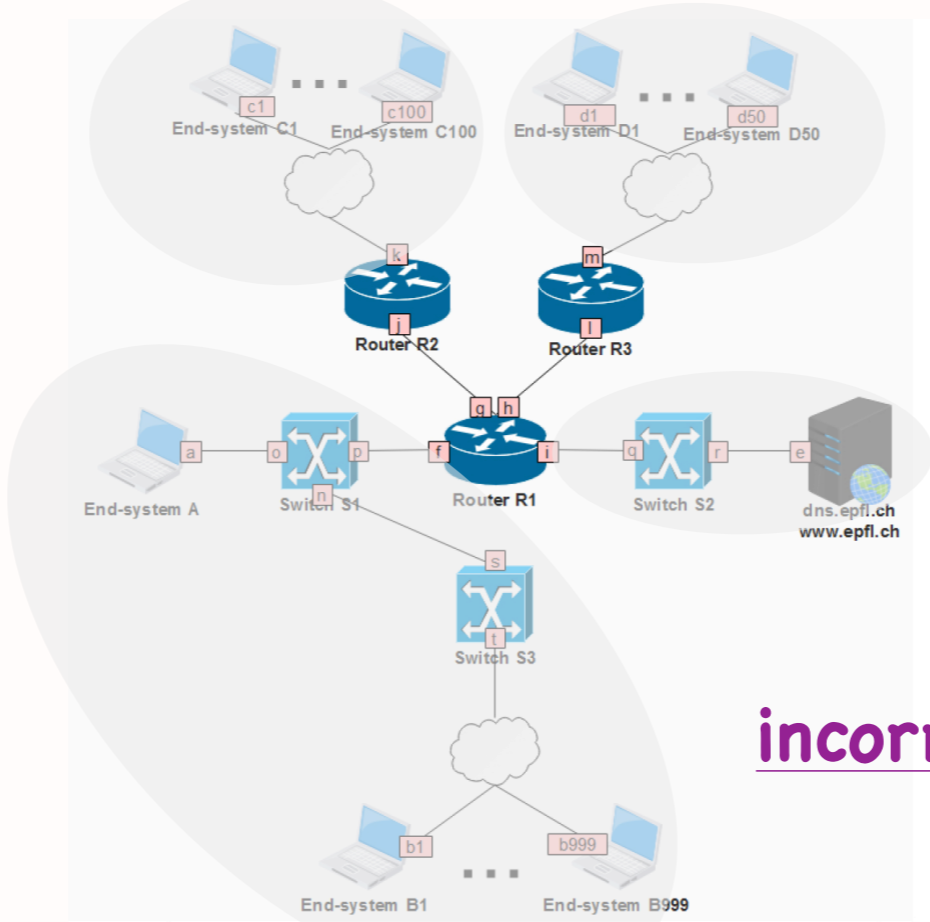 c1
c100
d1
d50
End-system C1
End-system C100
End-system D1
End-system D50
k
m
j
l
Router R2
Router R3
g
h
a
o
p
f
i
q
r
e
End-system A
n
Switch S1
Router R1
Switch S2
dns.epfl.ch
www.epfl.ch
s
t
Switch S3
b1
b999
End-system B1
End-system B999